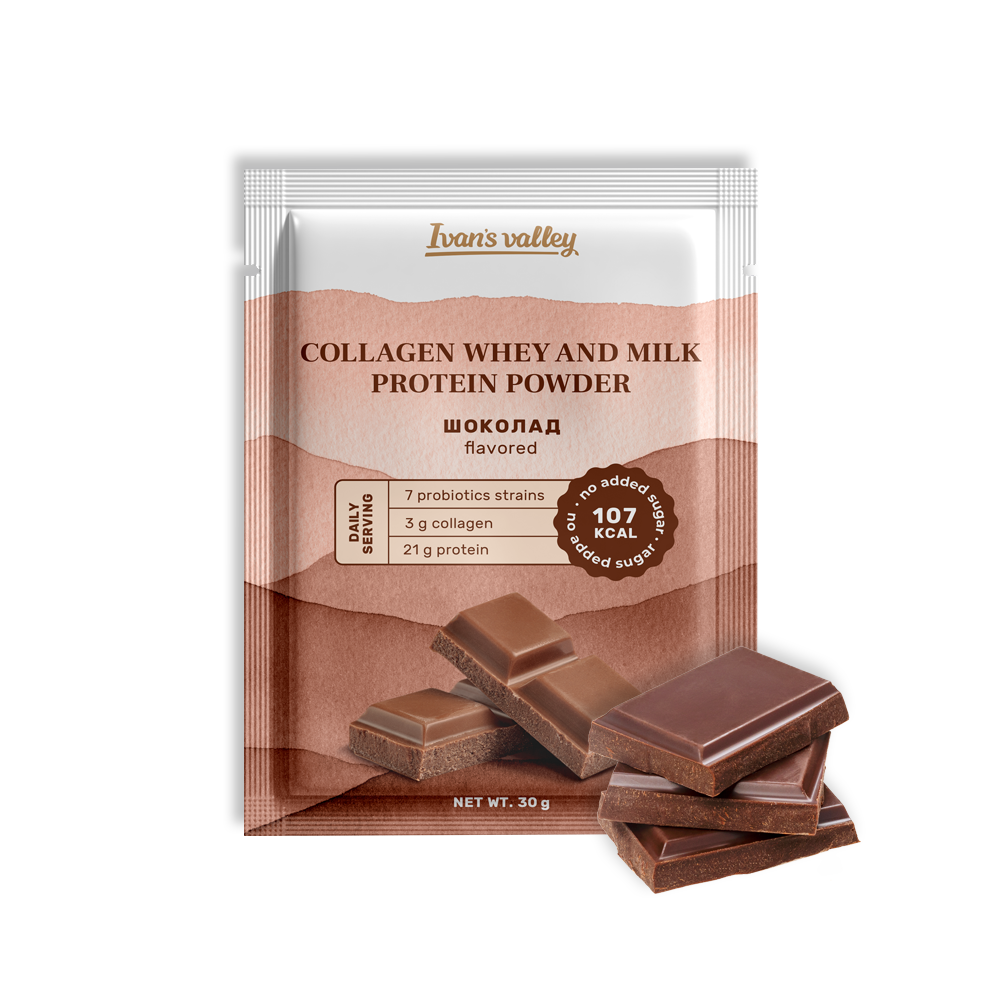 Ivan's valley
COLLAGEN WHEY AND MILK
PROTEIN POWDER
ШОКОЛАД
flavored
DAILY
SERVING
7 probiotics strains
3 g collagen
21 g protein
no added sugar · no added sugar ·
107
KCAL
NET WT. 30 g